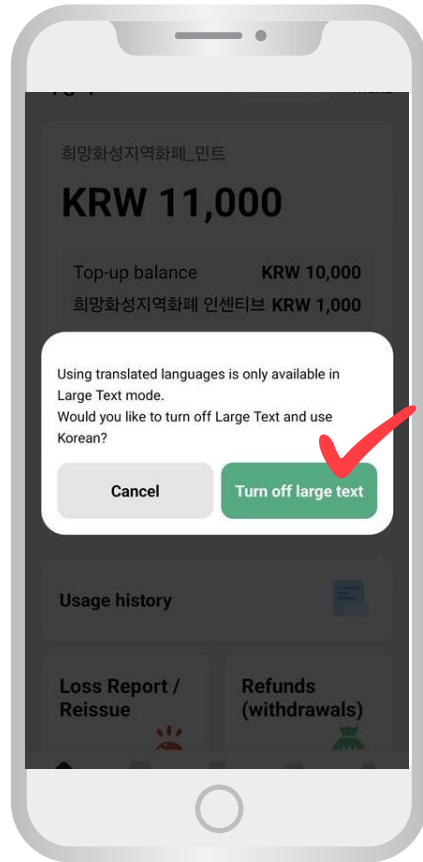 희망화성지역화폐_민트
KRW 11,000
Top-up balance KRW 10,000
희망화성지역화폐 인센티브 KRW 1,000
Using translated languages is only available in
Large Text mode.
Would you like to turn off Large Text and use
Korean?
Cancel Turn off large text
Usage history
Loss Report / Refunds
Reissue (withdrawals)